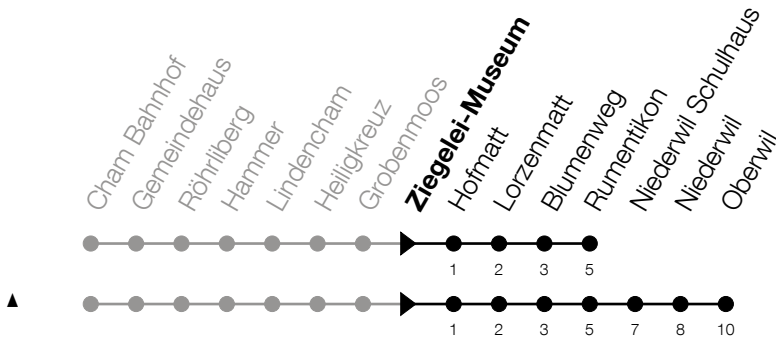 Cham Bahnhof
Gemeindehaus
Röhrliberg
Hammer
Lindencham
Heiligkreuz
Grobenmoos
Ziegelei-Museum
Hofmatt
Lorzenmatt
Blumenweg
Rumentikon
Niederwil Schulhaus
Niederwil
Oberwil
1 2 3 5
1 2 3 5 7 8 10